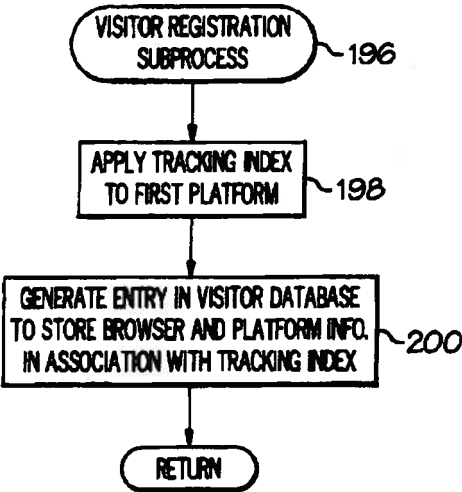 VISITOR REGISTRATION
SUBPROCESS
196
APPLY TRACKING INDEX
TO FIRST PLATFORM
198
GENERATE ENTRY IN VISITOR DATABASE
TO STORE BROWSER AND PLATFORM INFO.
IN ASSOCIATION WITH TRACKING INDEX
200
RETURN